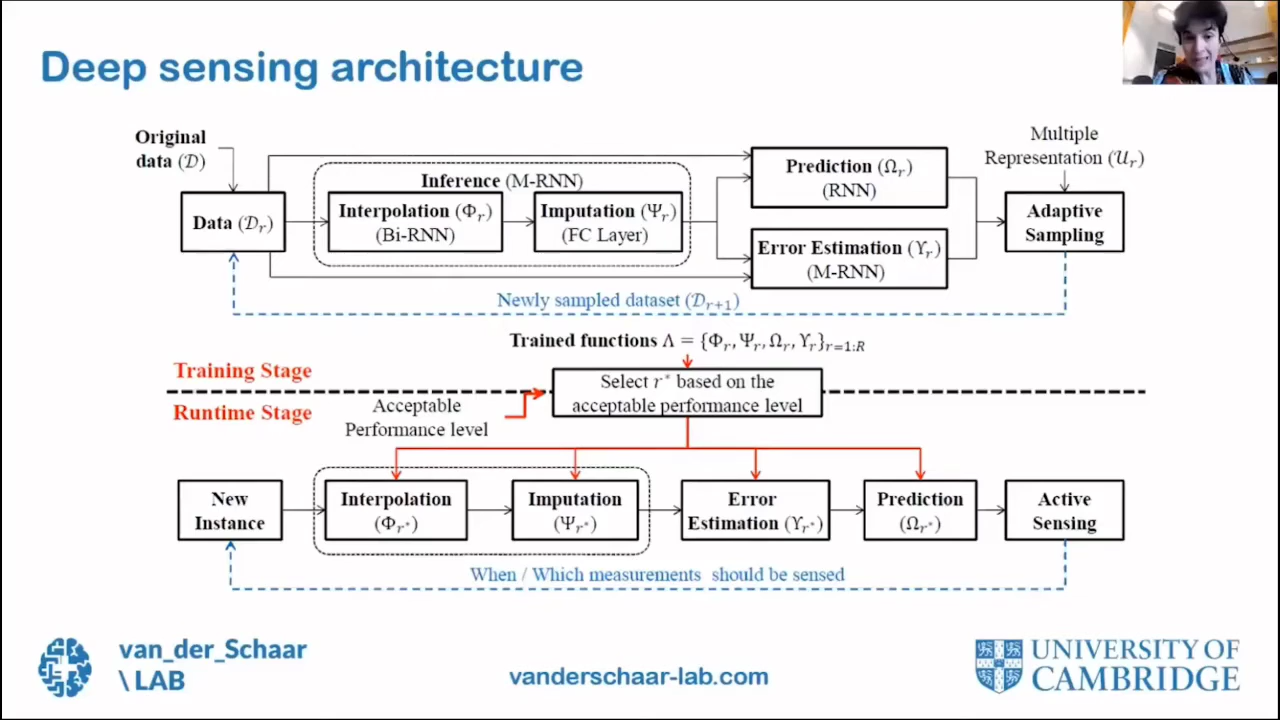 Deep sensing architecture
Original
data (𝒟)
Multiple
Representation (𝒰ᵣ)
Data (𝒟ᵣ)
Inference (M-RNN)
Interpolation (Φᵣ)
(Bi-RNN)
Imputation (Ψᵣ)
(FC Layer)
Prediction (Ωᵣ)
(RNN)
Error Estimation (ϒᵣ)
(M-RNN)
Adaptive
Sampling
Newly sampled dataset (𝒟ᵣ₊₁)
Trained functions Λ = {Φᵣ, Ψᵣ, Ωᵣ, ϒᵣ}ᵣ₌₁:R
Training Stage
Select r* based on the
acceptable performance level
Runtime Stage
Acceptable
Performance level
New
Instance
Interpolation
(Φᵣ*)
Imputation
(Ψᵣ*)
Error
Estimation (ϒᵣ*)
Prediction
(Ωᵣ*)
Active
Sensing
When / Which measurements should be sensed
van_der_Schaar
\ LAB
vanderschaar-lab.com
UNIVERSITY OF
CAMBRIDGE